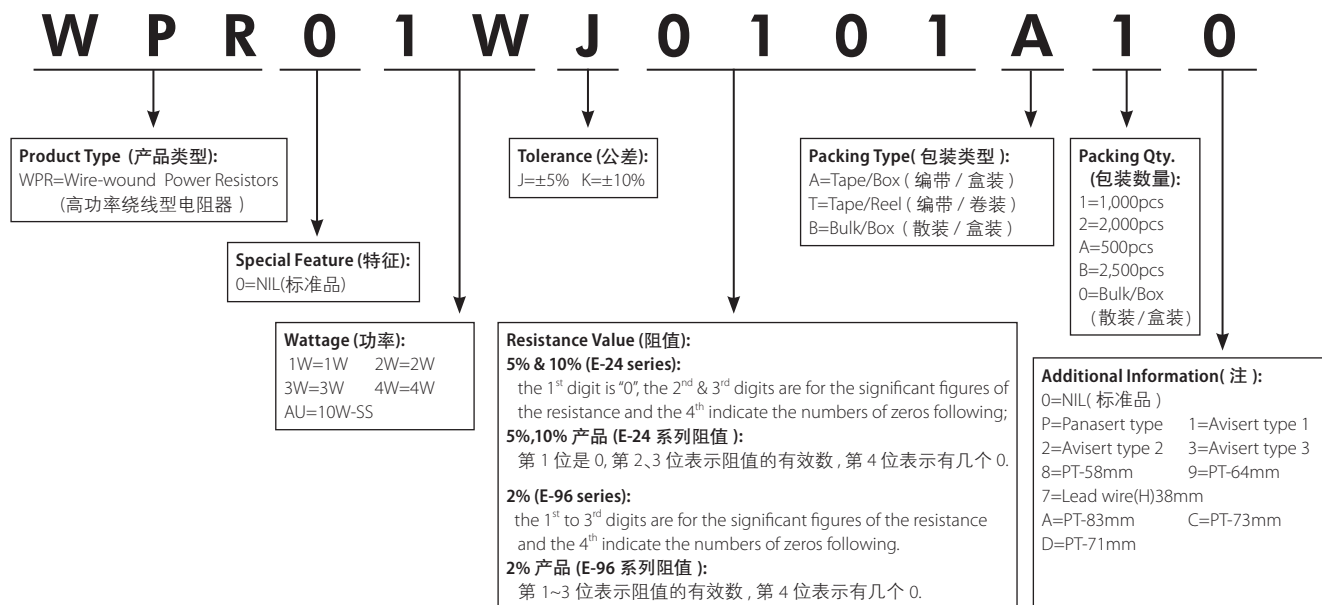 W P R 0 1 W J 0 1 0 1 A 1 0
Product Type (产品类型):
WPR=Wire-wound Power Resistors
(高功率绕线型电阻器)
Special Feature (特征):
0=NIL(标准品)
Wattage (功率):
1W=1W 2W=2W
3W=3W 4W=4W
AU=10W-SS
Tolerance (公差):
J=±5% K=±10%
Resistance Value (阻值):
5% & 10% (E-24 series):
the 1st digit is "0", the 2nd & 3rd digits are for the significant figures of
the resistance and the 4th indicate the numbers of zeros following;
5%,10% 产品 (E-24 系列阻值):
第 1 位是 0, 第 2、3 位表示阻值的有效数, 第 4 位表示有几个 0.
2% (E-96 series):
the 1st to 3rd digits are for the significant figures of the resistance
and the 4th indicate the numbers of zeros following.
2% 产品 (E-96 系列阻值):
第 1~3 位表示阻值的有效数, 第 4 位表示有几个 0.
Packing Type( 包装类型 ):
A=Tape/Box ( 编带 / 盒装 )
T=Tape/Reel ( 编带 / 卷装 )
B=Bulk/Box ( 散装 / 盒装 )
Packing Qty.
(包装数量):
1=1,000pcs
2=2,000pcs
A=500pcs
B=2,500pcs
0=Bulk/Box
(散装/盒装)
Additional Information( 注 ):
0=NIL( 标准品 )
P=Panasert type 1=Avisert type 1
2=Avisert type 2 3=Avisert type 3
8=PT-58mm 9=PT-64mm
7=Lead wire(H)38mm
A=PT-83mm C=PT-73mm
D=PT-71mm